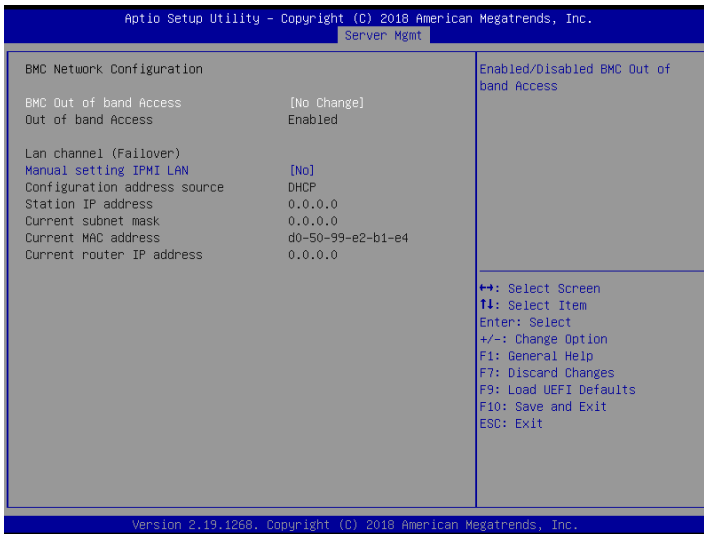 Aptio Setup Utility – Copyright (C) 2018 American Megatrends, Inc.
Server Mgmt
BMC Network Configuration
BMC Out of band Access [No Change]
Out of band Access Enabled
Lan channel (Failover)
Manual setting IPMI LAN [No]
Configuration address source DHCP
Station IP address 0.0.0.0
Current subnet mask 0.0.0.0
Current MAC address d0-50-99-e2-b1-e4
Current router IP address 0.0.0.0
Enabled/Disabled BMC Out of
band Access
↔: Select Screen
↑↓: Select Item
Enter: Select
+/-: Change Option
F1: General Help
F7: Discard Changes
F9: Load UEFI Defaults
F10: Save and Exit
ESC: Exit
Version 2.19.1268. Copyright (C) 2018 American Megatrends, Inc.